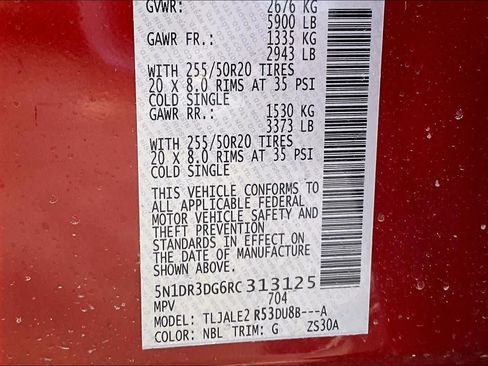 GVWR: 2676 KG
5900 LB
GAWR FR.: 1335 KG
2943 LB
WITH 255/50R20 TIRES
20 X 8.0 RIMS AT 35 PSI
COLD SINGLE
GAWR RR.: 1530 KG
3373 LB
WITH 255/50R20 TIRES
20 X 8.0 RIMS AT 35 PSI
COLD SINGLE
THIS VEHICLE CONFORMS TO
ALL APPLICABLE FEDERAL
MOTOR VEHICLE SAFETY AND
THEFT PREVENTION
STANDARDS IN EFFECT ON
THE DATE OF MANUFACTURE
SHOWN ABOVE.
5N1DR3DG6RC313125
MPV 704
MODEL: TLJALE2 R53DU8B---A
COLOR: NBL TRIM: G ZS30A